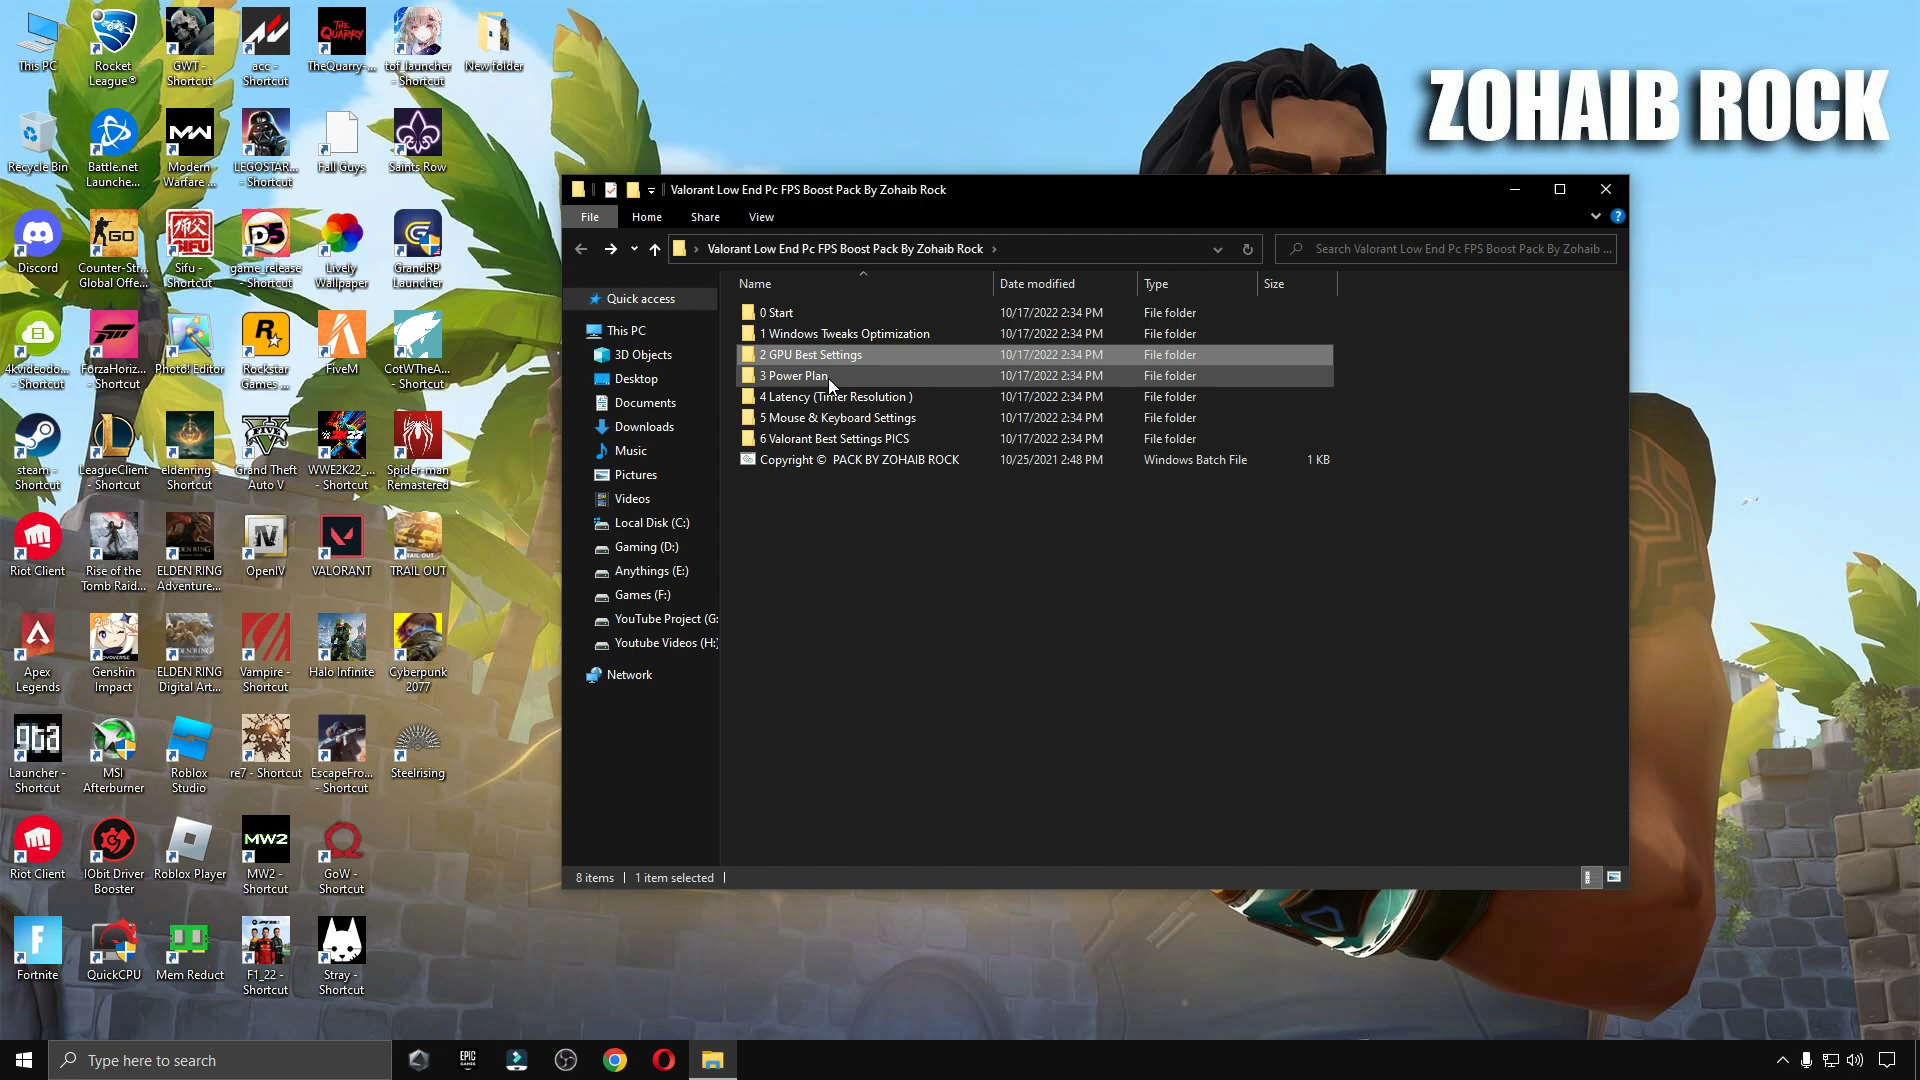 This PC
Rocket
League®
GWT -
Shortcut
acc -
Shortcut
TheQuarry-...
tof_launcher
- Shortcut
New folder
ZOHAIB ROCK
Recycle Bin
Battle.net
Launche...
Modern
Warfare ...
LEGOSTAR...
- Shortcut
Fall Guys
Saints Row
Discord
Counter-Str...
Global Offe...
Sifu -
Shortcut
game_release
- Shortcut
Lively
Wallpaper
GrandRP
Launcher
4kvideodo...
- Shortcut
ForzaHoriz...
- Shortcut
Photo! Editor
Rockstar
Games ...
FiveM
CotWTheA...
- Shortcut
steam -
Shortcut
LeagueClient
- Shortcut
eldenring -
Shortcut
Grand Theft
Auto V
WWE2K22_...
- Shortcut
Spider-man
Remastered
Riot Client
Rise of the
Tomb Raid...
ELDEN RING
Adventure...
OpenIV
VALORANT
TRAIL OUT
Apex
Legends
Genshin
Impact
ELDEN RING
Digital Art...
Vampire -
Shortcut
Halo Infinite
Cyberpunk
2077
Launcher -
Shortcut
MSI
Afterburner
Roblox
Studio
re7 - Shortcut
EscapeFro...
- Shortcut
Steelrising
Riot Client
IObit Driver
Booster
Roblox Player
MW2 -
Shortcut
GoW -
Shortcut
Fortnite
QuickCPU
Mem Reduct
F1_22 -
Shortcut
Stray -
Shortcut
Valorant Low End Pc FPS Boost Pack By Zohaib Rock
File Home Share View
Valorant Low End Pc FPS Boost Pack By Zohaib Rock
Search Valorant Low End Pc FPS Boost Pack By Zohaib ...
Quick access
This PC
3D Objects
Desktop
Documents
Downloads
Music
Pictures
Videos
Local Disk (C:)
Gaming (D:)
Anythings (E:)
Games (F:)
YouTube Project (G:
Youtube Videos (H:)
Network
Name Date modified Type Size
0 Start 10/17/2022 2:34 PM File folder
1 Windows Tweaks Optimization 10/17/2022 2:34 PM File folder
2 GPU Best Settings 10/17/2022 2:34 PM File folder
3 Power Plan 10/17/2022 2:34 PM File folder
4 Latency (Timer Resolution ) 10/17/2022 2:34 PM File folder
5 Mouse & Keyboard Settings 10/17/2022 2:34 PM File folder
6 Valorant Best Settings PICS 10/17/2022 2:34 PM File folder
Copyright © PACK BY ZOHAIB ROCK 10/25/2021 2:48 PM Windows Batch File 1 KB
8 items 1 item selected
Type here to search